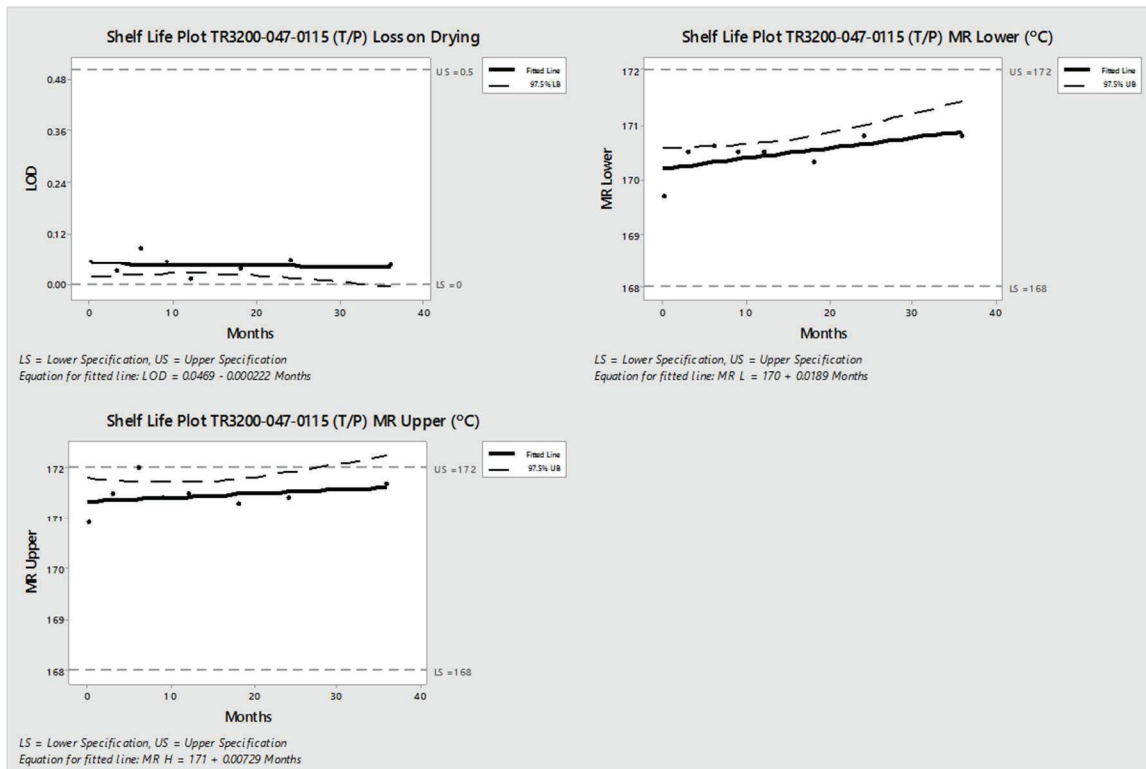 Shelf Life Plot TR3200-047-0115 (T/P) Loss on Drying
US =0.5
Fitted Line
97.5% LB
0.48
0.36
0.24
0.12
0.00
LOD
LS =0
0 10 20 30 40
Months
LS = Lower Specification, US = Upper Specification
Equation for fitted line: LOD = 0.0469 - 0.000222 Months
Shelf Life Plot TR3200-047-0115 (T/P) MR Lower (°C)
US =172
Fitted Line
97.5% UB
172
171
170
169
168
MR Lower
LS =168
0 10 20 30 40
Months
LS = Lower Specification, US = Upper Specification
Equation for fitted line: MR L = 170 + 0.0189 Months
Shelf Life Plot TR3200-047-0115 (T/P) MR Upper (°C)
US =172
Fitted Line
97.5% UB
172
171
170
169
168
MR Upper
LS =168
0 10 20 30 40
Months
LS = Lower Specification, US = Upper Specification
Equation for fitted line: MR H = 171 + 0.00729 Months